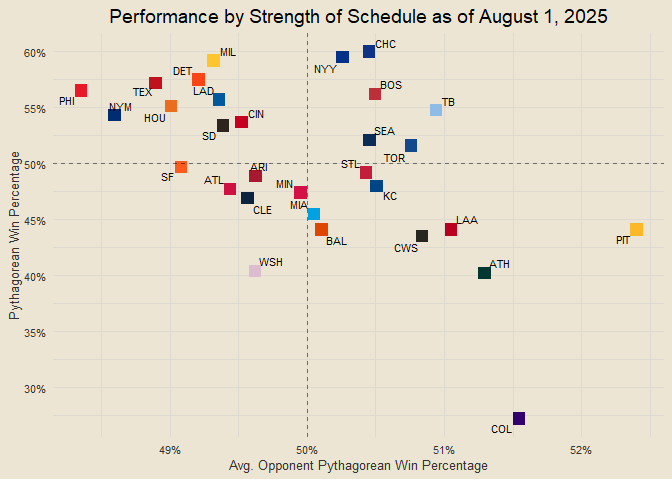 Performance by Strength of Schedule as of August 1, 2025
60%
55%
50%
45%
40%
35%
30%
Pythagorean Win Percentage
CHC
MIL
NYY
DET
TEX
BOS
PHI
LAD
NYM
TB
HOU
CIN
SD
SEA
TOR
STL
SF
ARI
ATL
MIN
KC
CLE
MIA
LAA
BAL
CWS
PIT
WSH
ATH
COL
49%
50%
51%
52%
Avg. Opponent Pythagorean Win Percentage